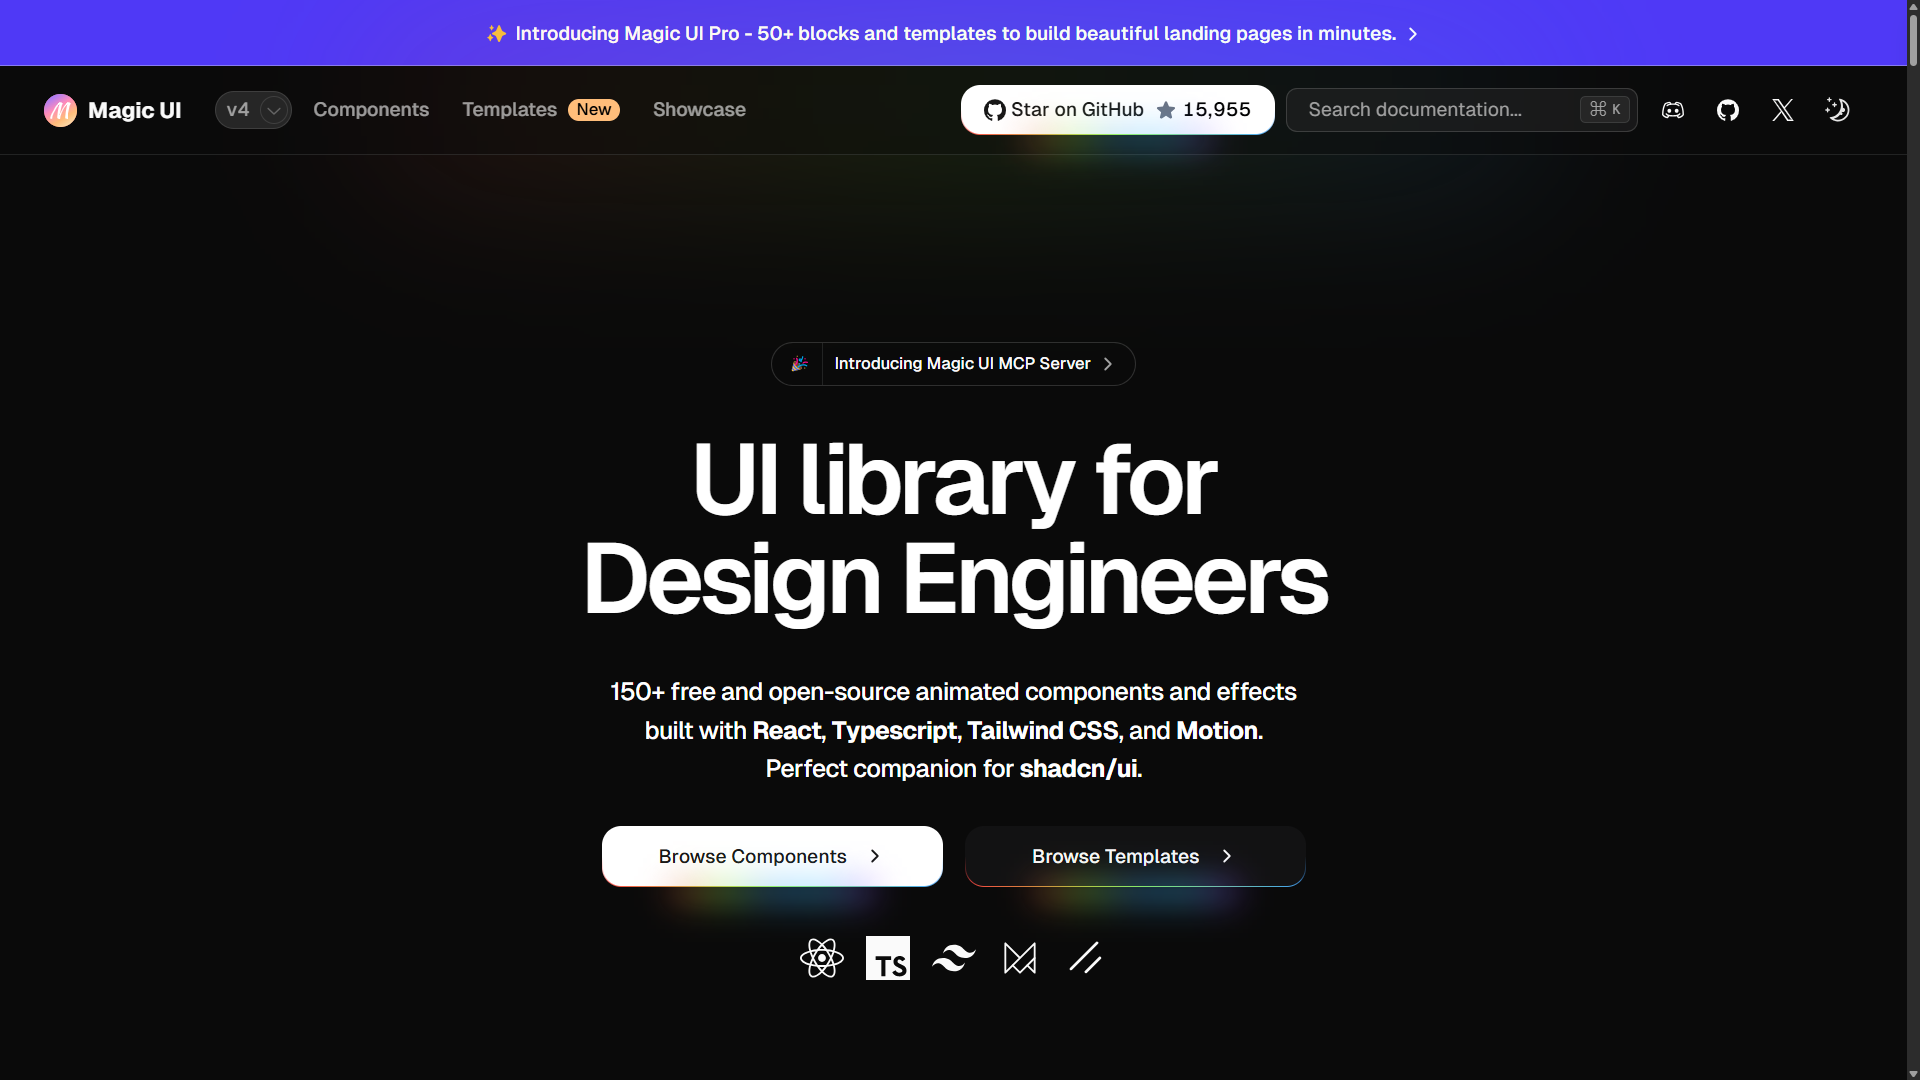 ✨ Introducing Magic UI Pro - 50+ blocks and templates to build beautiful landing pages in minutes.
Magic UI v4 Components Templates New Showcase Star on GitHub 15,955 Search documentation... ⌘ K
Introducing Magic UI MCP Server
UI library for
Design Engineers
150+ free and open-source animated components and effects
built with React, Typescript, Tailwind CSS, and Motion.
Perfect companion for shadcn/ui.
Browse Components Browse Templates
TS